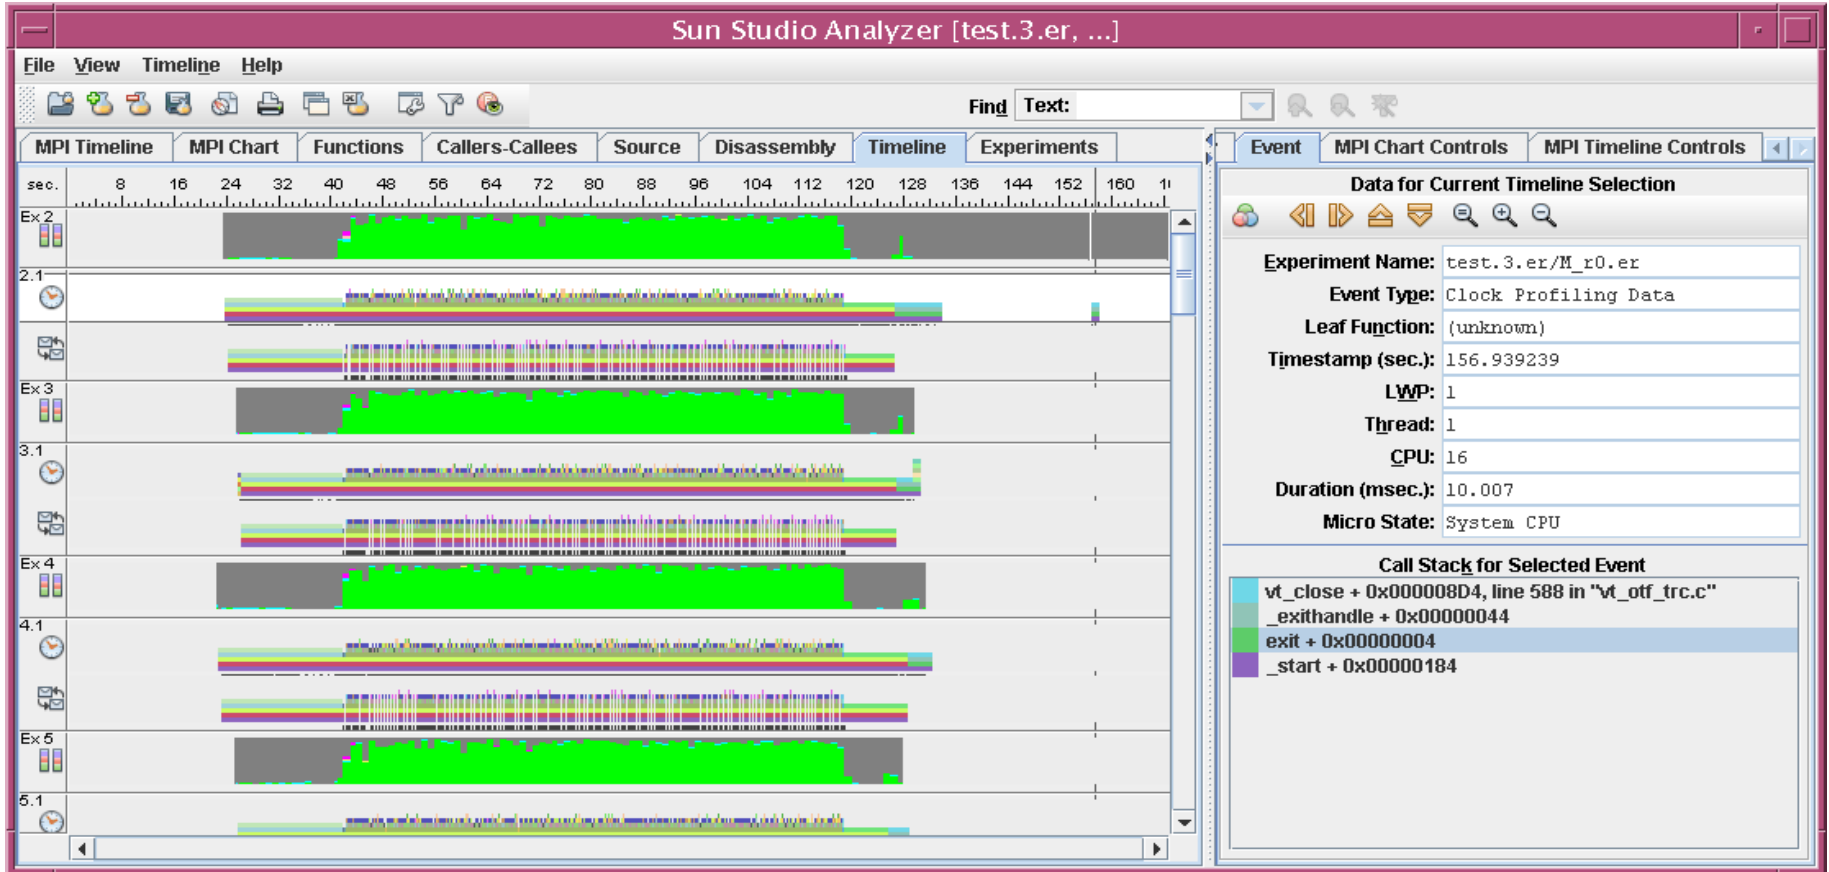 Sun Studio Analyzer [test.3.er, ...]
File View Timeline Help
Find Text:
MPI Timeline MPI Chart Functions Callers-Callees Source Disassembly Timeline Experiments
Event MPI Chart Controls MPI Timeline Controls
sec. 8 16 24 32 40 48 56 64 72 80 88 96 104 112 120 128 136 144 152 160
Data for Current Timeline Selection
Ex 2
2.1
Ex 3
3.1
Ex 4
4.1
Ex 5
5.1
Experiment Name: test.3.er/M_r0.er
Event Type: Clock Profiling Data
Leaf Function: (unknown)
Timestamp (sec.): 156.939239
LWP: 1
Thread: 1
CPU: 16
Duration (msec.): 10.007
Micro State: System CPU
Call Stack for Selected Event
vt_close + 0x000008D4, line 588 in "vt_otf_trc.c"
_exithandle + 0x00000044
exit + 0x00000004
_start + 0x00000184